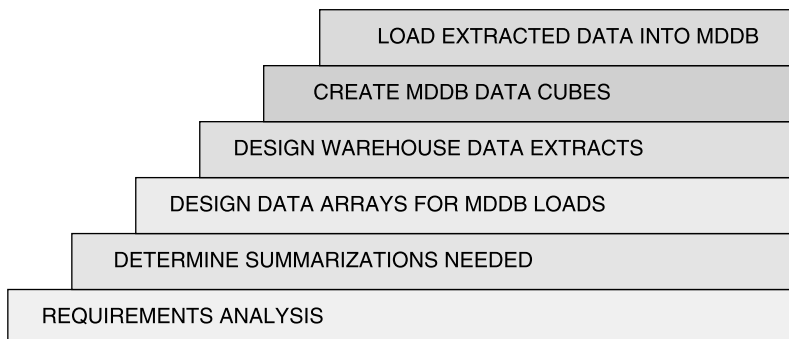 LOAD EXTRACTED DATA INTO MDDB
CREATE MDDB DATA CUBES
DESIGN WAREHOUSE DATA EXTRACTS
DESIGN DATA ARRAYS FOR MDDB LOADS
DETERMINE SUMMARIZATIONS NEEDED
REQUIREMENTS ANALYSIS